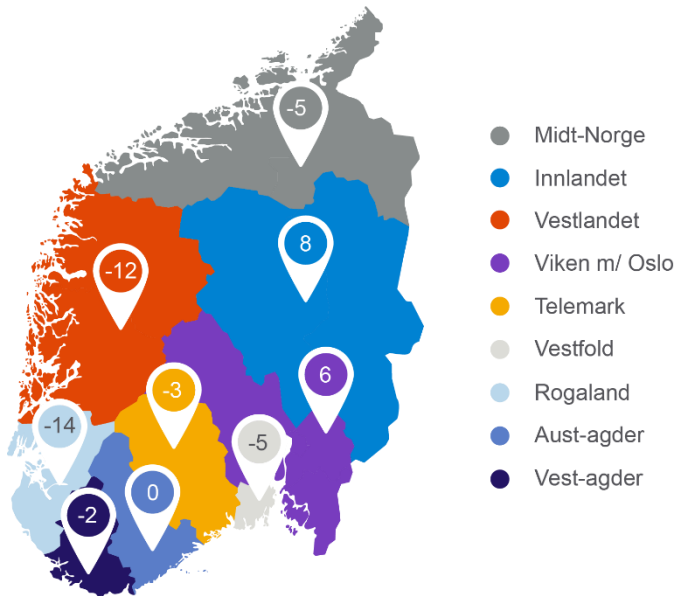 -5
8
-12
6
-3
-14
-5
0
-2
Midt-Norge
Innlandet
Vestlandet
Viken m/ Oslo
Telemark
Vestfold
Rogaland
Aust-agder
Vest-agder